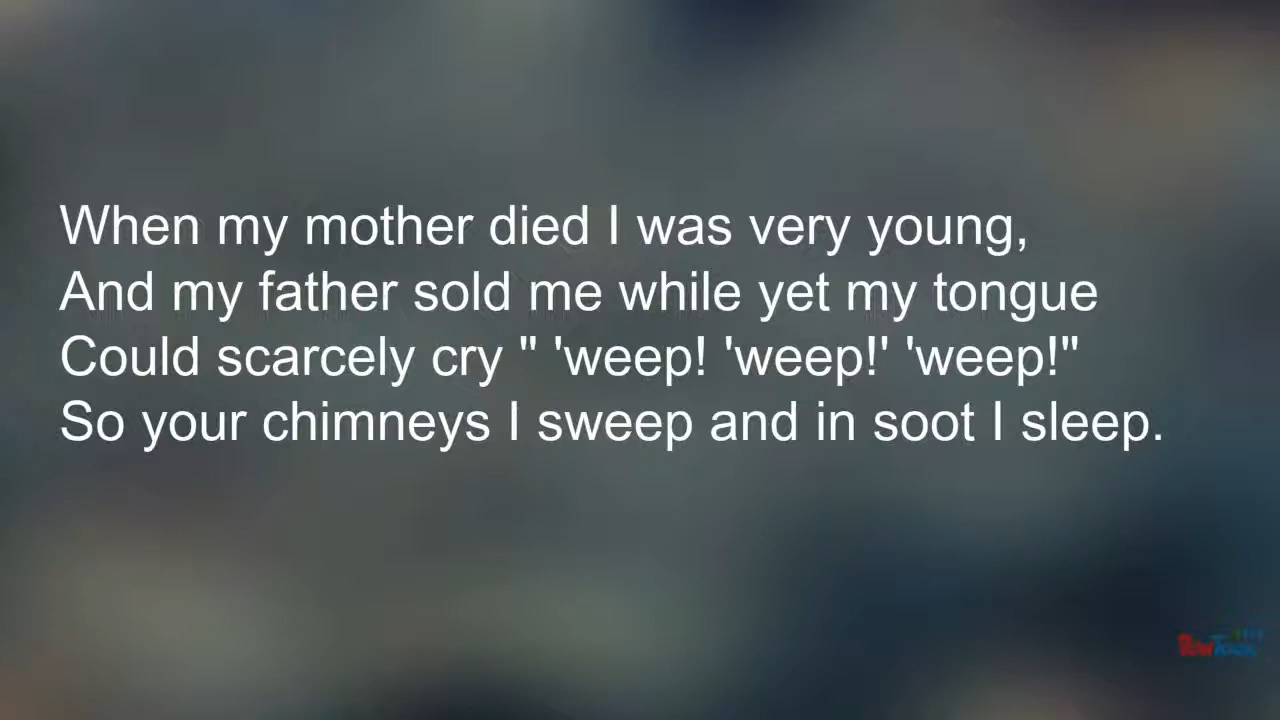 When my mother died I was very young,
And my father sold me while yet my tongue
Could scarcely cry " 'weep! 'weep!' 'weep!"
So your chimneys I sweep and in soot I sleep.
PowToon